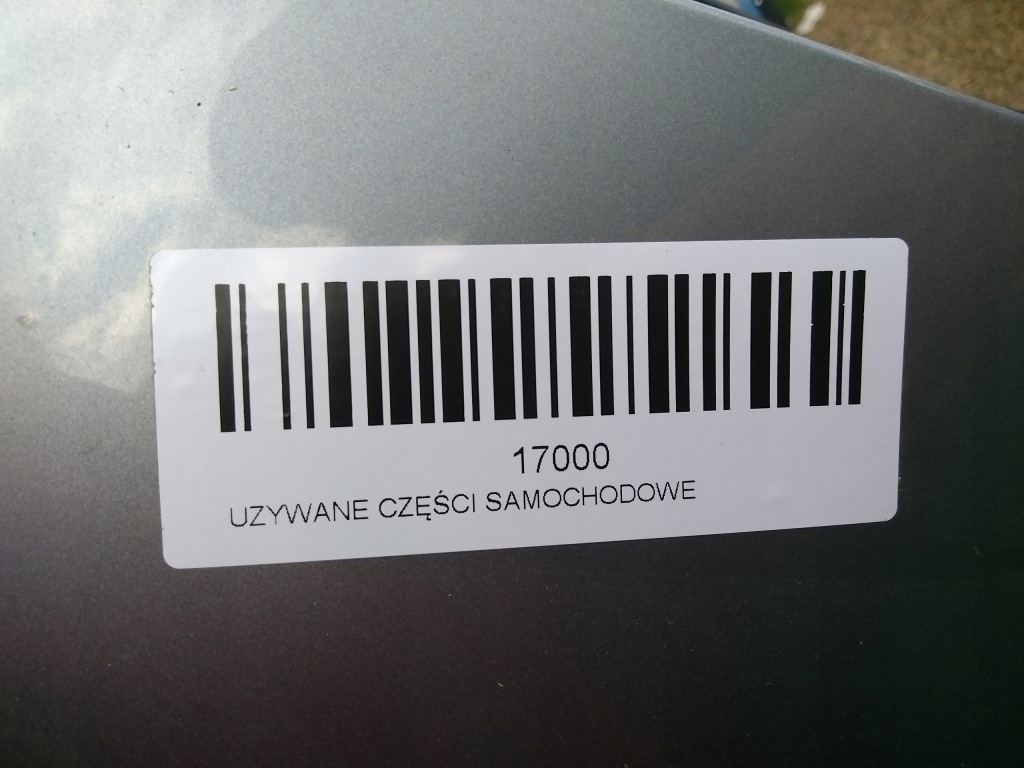 17000
UZYWANE CZĘŚCI SAMOCHODOWE